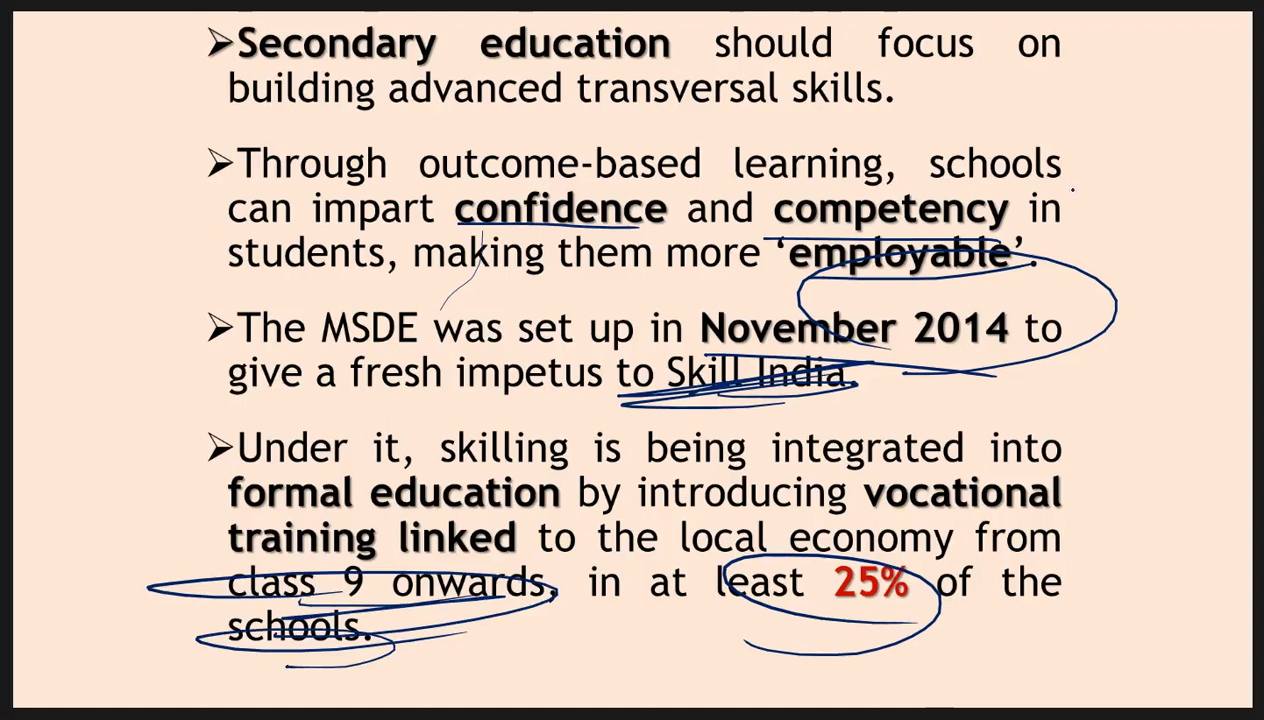 ➢Secondary education should focus on
building advanced transversal skills.
➢Through outcome-based learning, schools
can impart confidence and competency in
students, making them more ‘employable’.
➢The MSDE was set up in November 2014 to
give a fresh impetus to Skill India.
➢Under it, skilling is being integrated into
formal education by introducing vocational
training linked to the local economy from
class 9 onwards, in at least 25% of the
schools.